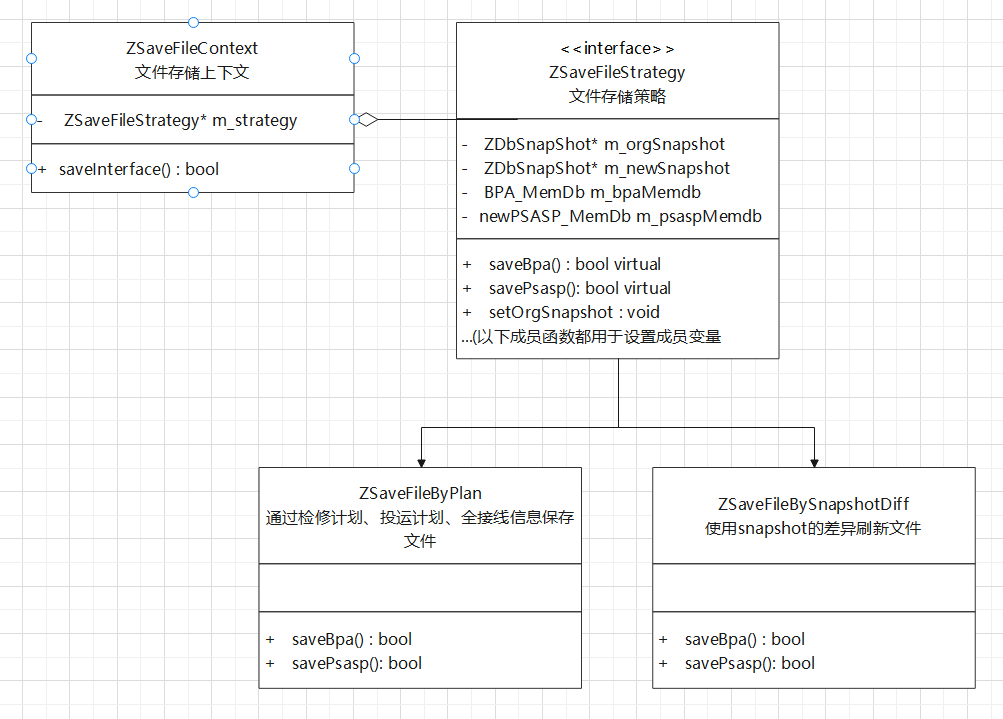 ZSaveFileContext
文件存储上下文
- ZSaveFileStrategy* m_strategy
+ saveInterface() : bool
<<interface>>
ZSaveFileStrategy
文件存储策略
- ZDbSnapShot* m_orgSnapshot
- ZDbSnapShot* m_newSnapshot
- BPA_MemDb m_bpaMemdb
- newPSASP_MemDb m_psaspMemdb
+ saveBpa() : bool virtual
+ savePsasp(): bool virtual
+ setOrgSnapshot : void
...(以下成员函数都用于设置成员变量
ZSaveFileByPlan
通过检修计划、投运计划、全接线信息保存
文件
+ saveBpa() : bool
+ savePsasp(): bool
ZSaveFileBySnapshotDiff
使用snapshot的差异刷新文件
+ saveBpa() : bool
+ savePsasp(): bool